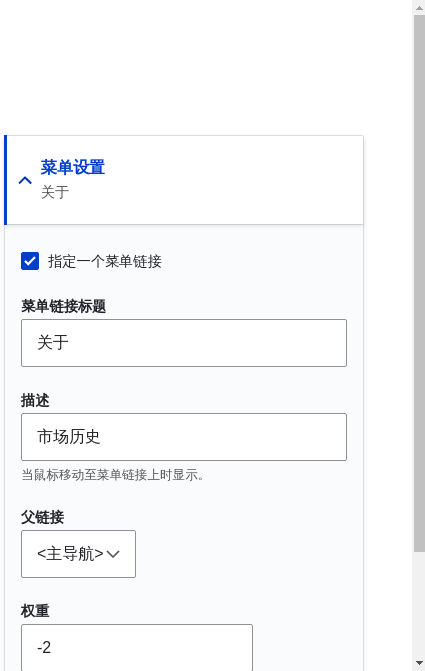 菜单设置
关于
指定一个菜单链接
菜单链接标题
关于
描述
市场历史
当鼠标移动至菜单链接上时显示。
父链接
<主导航>
权重
-2